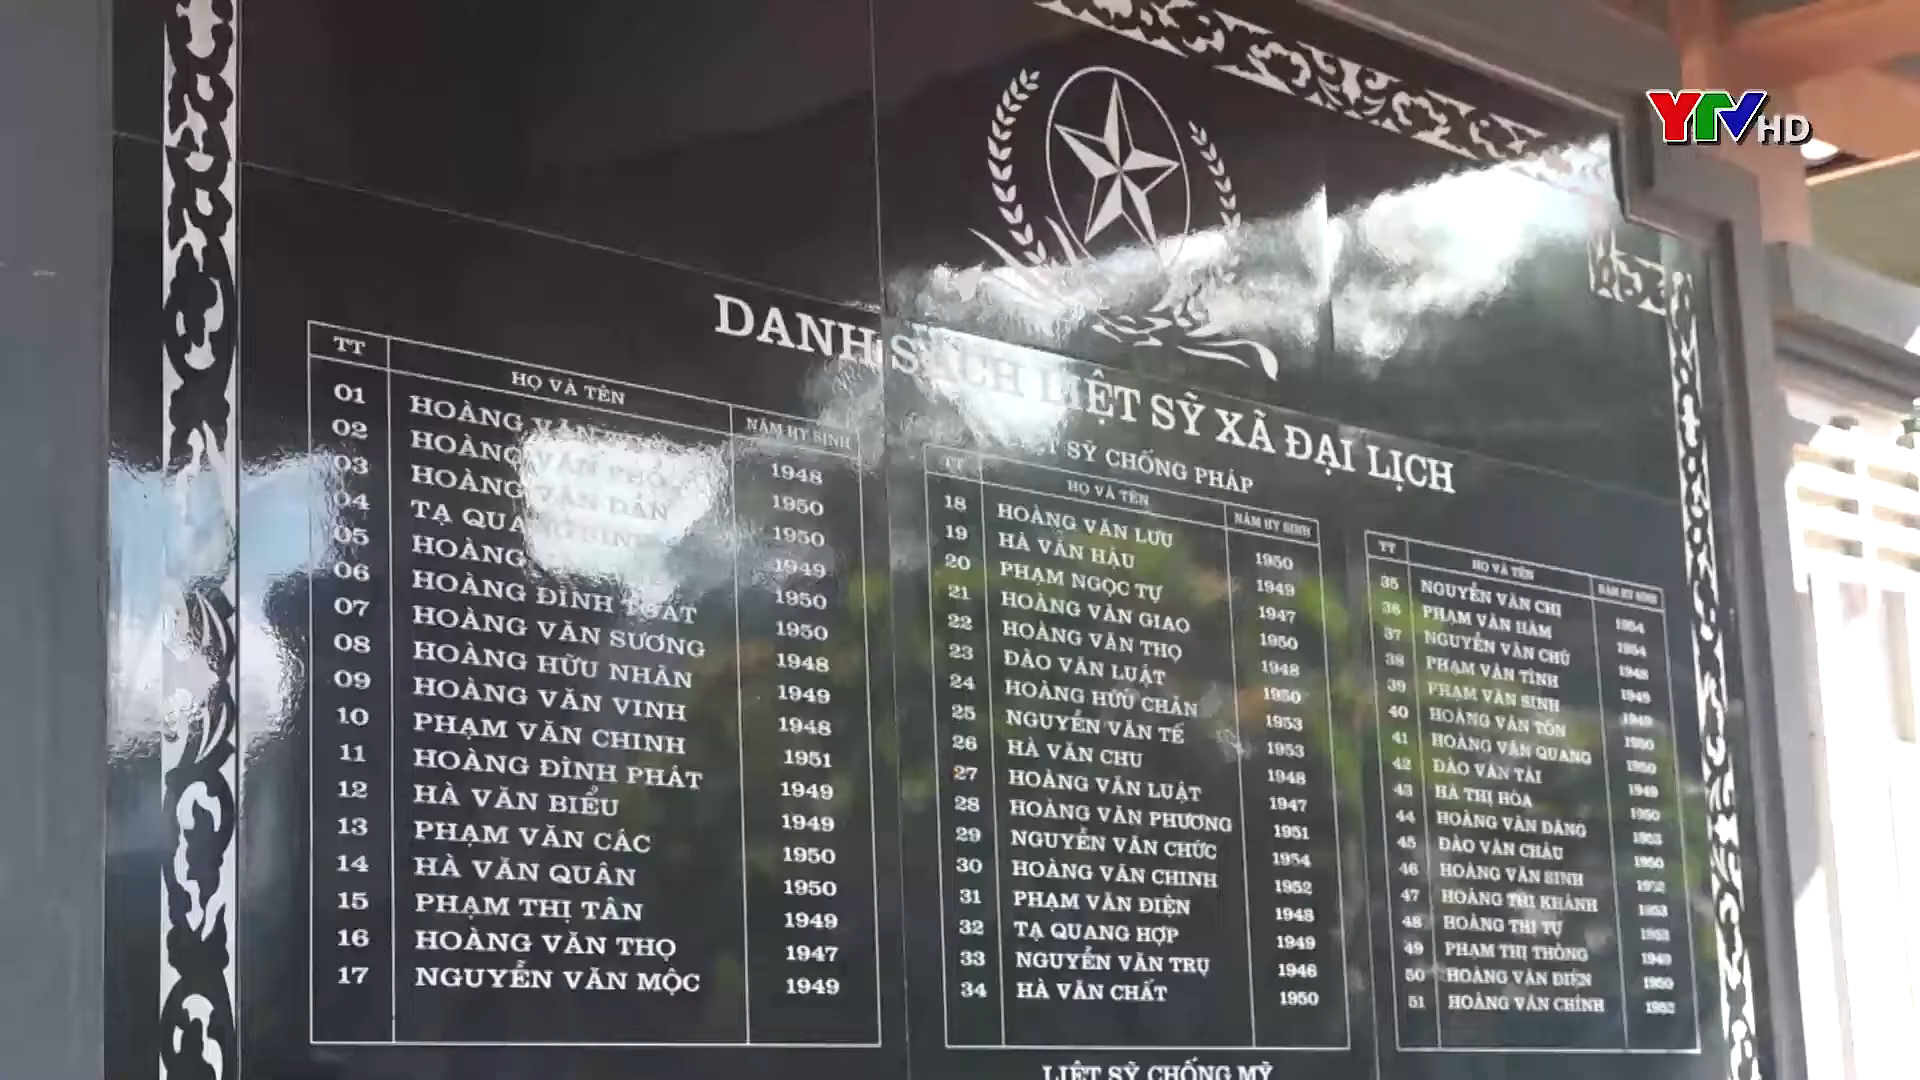 YTV HD
DANH SÁCH LIỆT SỸ XÃ ĐẠI LỊCH
LIỆT SỸ CHỐNG PHÁP
TT HỌ VÀ TÊN NĂM HY SINH
01 HOÀNG VĂN 1948
02 HOÀNG VĂN PHÓ 1950
03 HOÀNG VĂN DÂN 1950
04 TẠ QUANG BÌNH 1949
05 HOÀNG 1950
06 HOÀNG ĐÌNH 1950
07 HOÀNG VĂN SƯƠNG 1948
08 HOÀNG HỮU NHÂN 1949
09 HOÀNG VĂN VINH 1948
10 PHẠM VĂN CHINH 1951
11 HOÀNG ĐÌNH PHÁT 1949
12 HÀ VĂN BIỂU 1949
13 PHẠM VĂN CÁC 1950
14 HÀ VĂN QUÂN 1950
15 PHẠM THỊ TÂN 1949
16 HOÀNG VĂN THỌ 1947
17 NGUYỄN VĂN MỘC 1949
TT HỌ VÀ TÊN NĂM HY SINH
18 HOÀNG VĂN LƯU 1950
19 HÀ VĂN HẬU 1949
20 PHẠM NGỌC TỰ 1947
21 HOÀNG VĂN GIAO 1950
22 HOÀNG VĂN THỌ 1948
23 ĐÀO VĂN LUẬT 1950
24 HOÀNG HỮU CHÂN 1953
25 NGUYỄN VĂN TẾ 1953
26 HÀ VĂN CHU 1948
27 HOÀNG VĂN LUẬT 1947
28 HOÀNG VĂN PHƯƠNG 1951
29 NGUYỄN VĂN CHỨC 1954
30 HOÀNG VĂN CHINH 1952
31 PHẠM VĂN ĐIỆN 1948
32 TẠ QUANG HỢP 1949
33 NGUYỄN VĂN TRỤ 1946
34 HÀ VĂN CHẤT 1950
TT HỌ VÀ TÊN NĂM HY SINH
35 NGUYỄN VĂN CHỊ 1954
36 PHẠM VĂN HÀM 1954
37 NGUYỄN VĂN CHỮ 1948
38 PHẠM VĂN TÌNH 1948
39 PHẠM VĂN SINH 1949
40 HOÀNG VĂN TÔN 1950
41 HOÀNG VĂN QUANG 1950
42 ĐÀO VĂN TÀI 1949
43 HÀ THỊ HÒA 1950
44 HOÀNG VĂN ĐĂNG 1953
45 ĐÀO VĂN CHÂU 1950
46 HOÀNG VĂN SINH 1952
47 HOÀNG THỊ KHÁNH 1953
48 HOÀNG THỊ TỰ 1953
49 PHẠM THỊ THÔNG 1949
50 HOÀNG VĂN DIỆN 1950
51 HOÀNG VĂN CHÍNH 1952
LIỆT SỸ CHỐNG MỸ